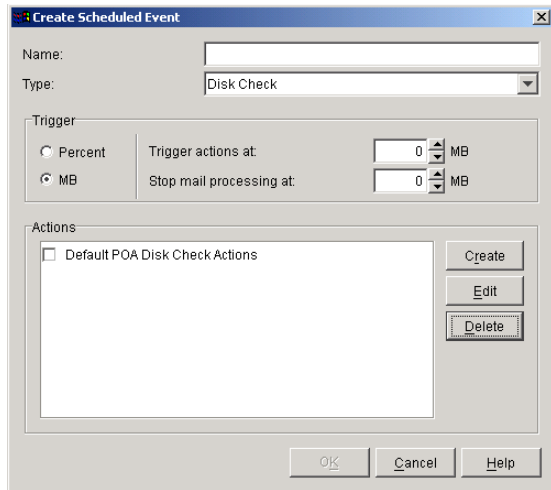 Create Scheduled Event
Name:
Type: Disk Check
Trigger
Percent Trigger actions at: 0 MB
MB Stop mail processing at: 0 MB
Actions
Default POA Disk Check Actions
Create
Edit
Delete
OK Cancel Help